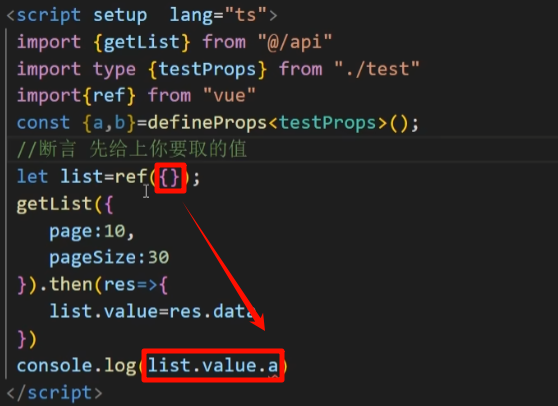 <script setup  lang="ts">
import {getList} from "@/api"
import type {testProps} from "./test"
import{ref} from "vue"
const {a,b}=defineProps<testProps>();
//断言 先给上你要取的值
let list=ref({});
getList({
page:10,
pageSize:30
}).then(res=>{
list.value=res.data
})
console.log(list.value.a)
</script>